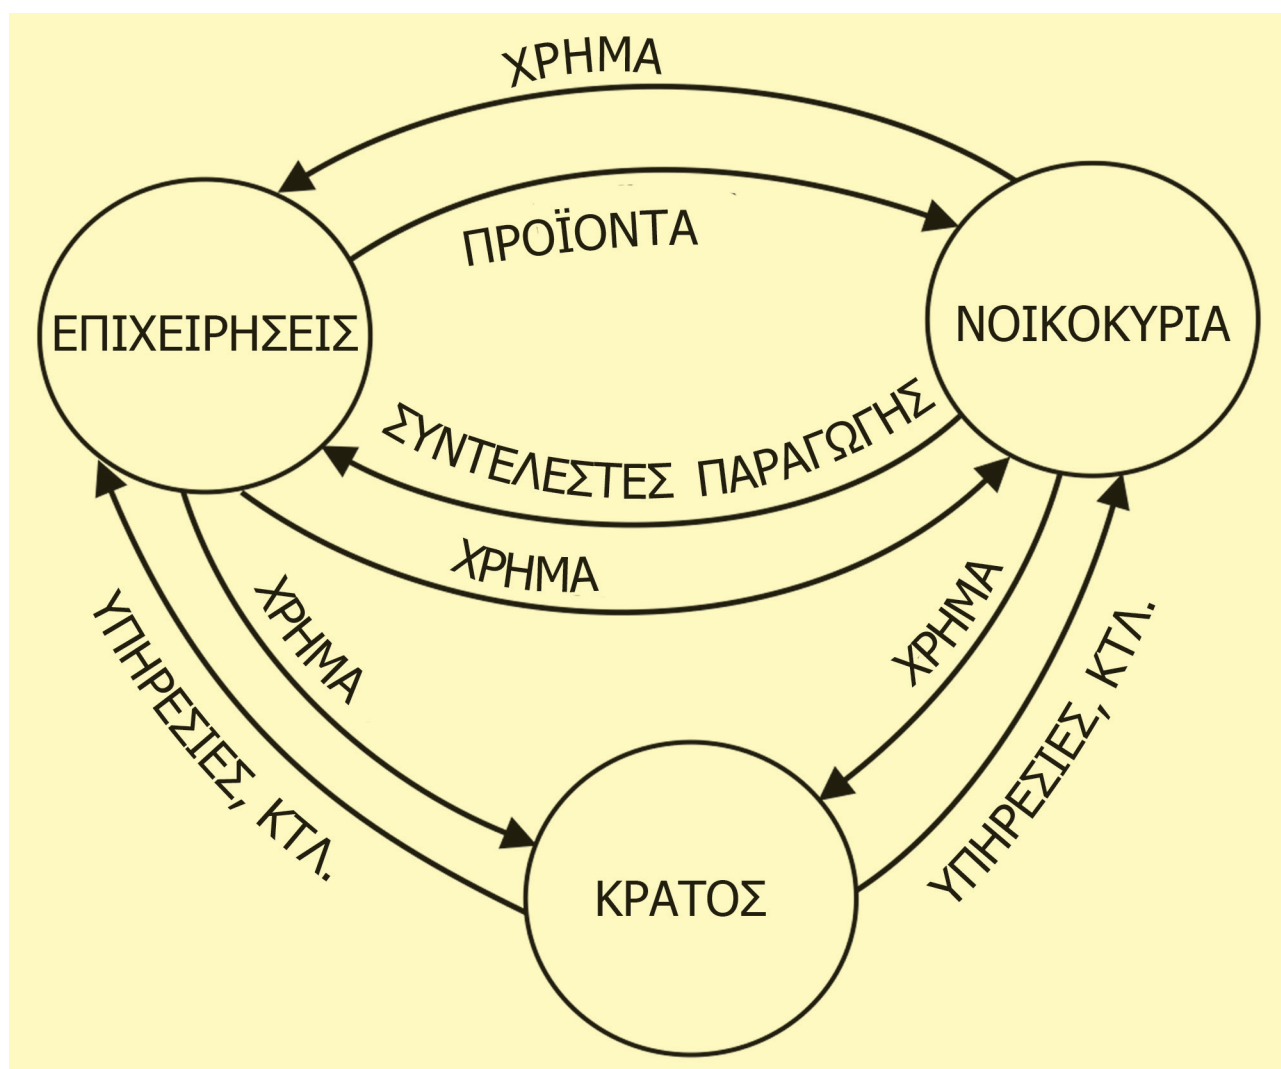 ΧΡΗΜΑ
ΠΡΟΪΟΝΤΑ
ΕΠΙΧΕΙΡΗΣΕΙΣ
ΝΟΙΚΟΚΥΡΙΑ
ΣΥΝΤΕΛΕΣΤΕΣ ΠΑΡΑΓΩΓΗΣ
ΧΡΗΜΑ
ΧΡΗΜΑ
ΧΡΗΜΑ
ΥΠΗΡΕΣΙΕΣ, ΚΤΛ.
ΥΠΗΡΕΣΙΕΣ, ΚΤΛ.
ΚΡΑΤΟΣ